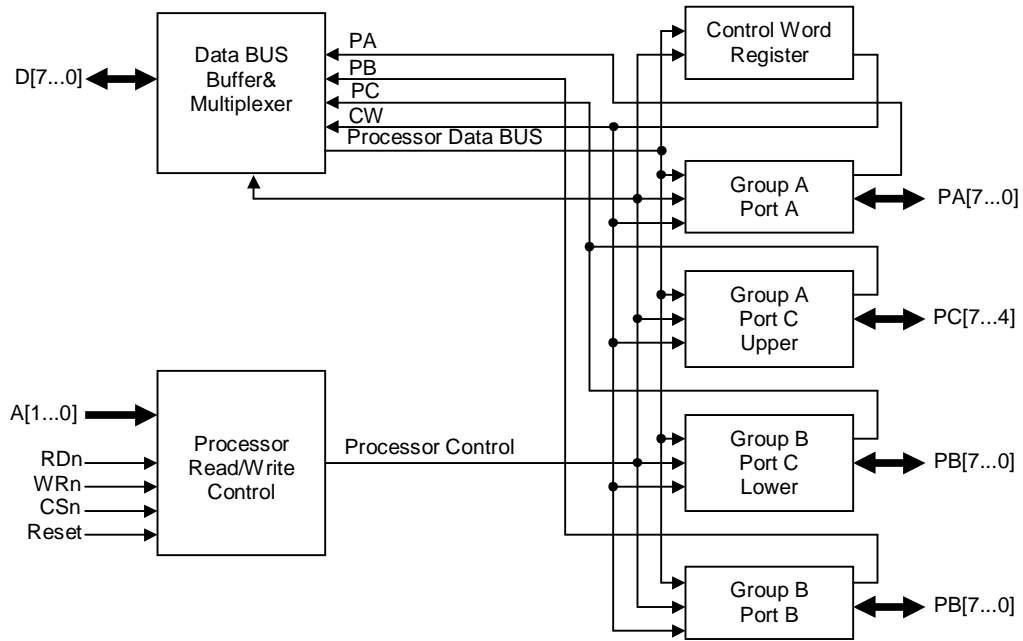 D[7...0]
Data BUS
Buffer&
Multiplexer
PA
PB
PC
CW
Processor Data BUS
Control Word
Register
Group A
Port A
PA[7...0]
Group A
Port C
Upper
PC[7...4]
A[1...0]
RDn
WRn
CSn
Reset
Processor
Read/Write
Control
Processor Control
Group B
Port C
Lower
PB[7...0]
Group B
Port B
PB[7...0]